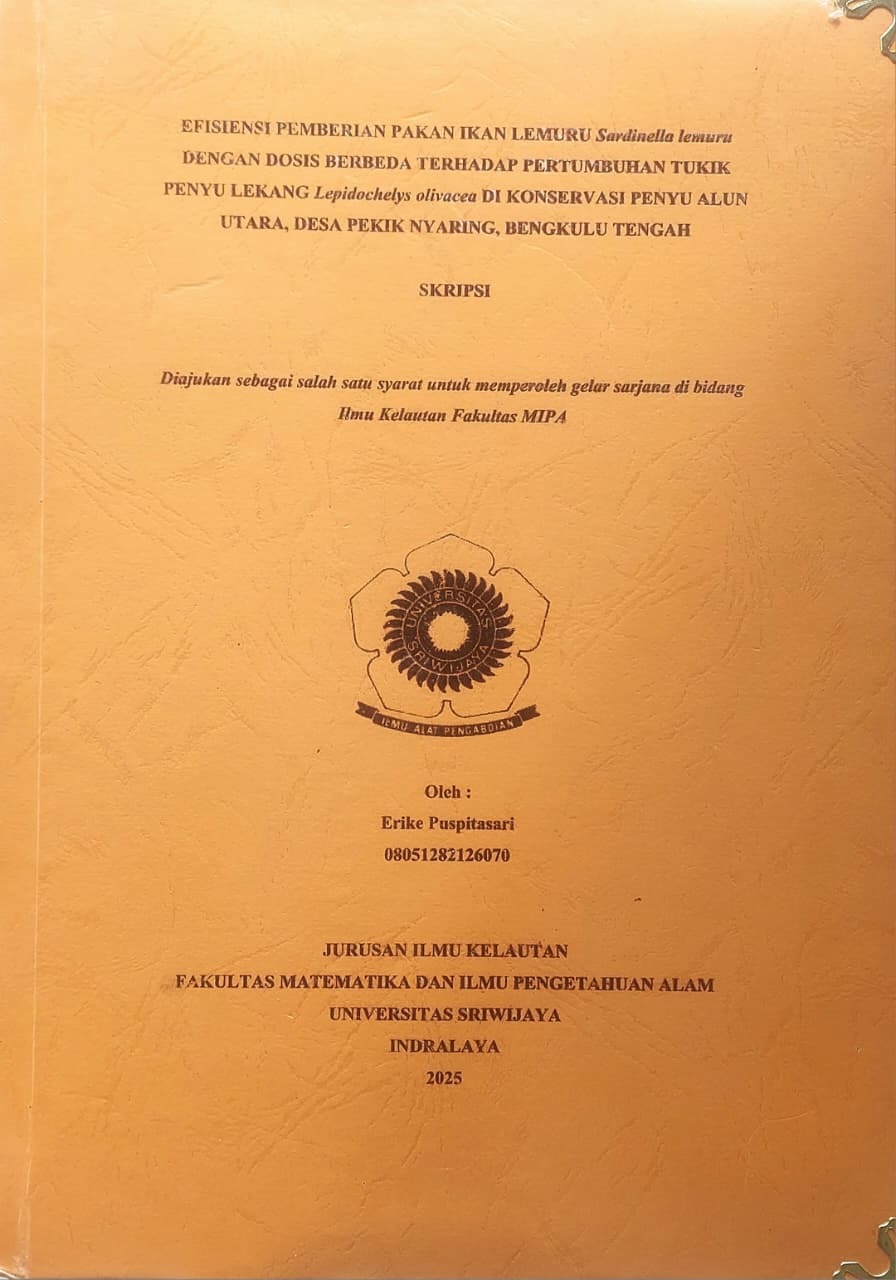 EFISIENSI PEMBERIAN PAKAN IKAN LEMURU Sardinella lemuru
DENGAN DOSIS BERBEDA TERHADAP PERTUMBUHAN TUKIK
PENYU LEKANG Lepidochelys olivacea DI KONSERVASI PENYU ALUN
UTARA, DESA PEKIK NYARING, BENGKULU TENGAH
SKRIPSI
Diajukan sebagai salah satu syarat untuk memperoleh gelar sarjana di bidang
Ilmu Kelautan Fakultas MIPA
UNIVERSITAS
SRIWIJAYA
ILMU ALAT PENGABDIAN
Oleh :
Erike Puspitasari
08051282126070
JURUSAN ILMU KELAUTAN
FAKULTAS MATEMATIKA DAN ILMU PENGETAHUAN ALAM
UNIVERSITAS SRIWIJAYA
INDRALAYA
2025